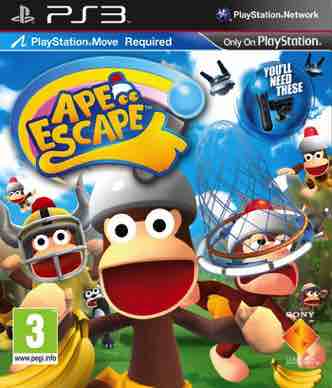 PS3
PlayStation®Network
PlayStation®Move Required
Only On PlayStation®
YOU'LL
NEED
THESE
APE
ESCAPE™
3
www.pegi.info
SONY